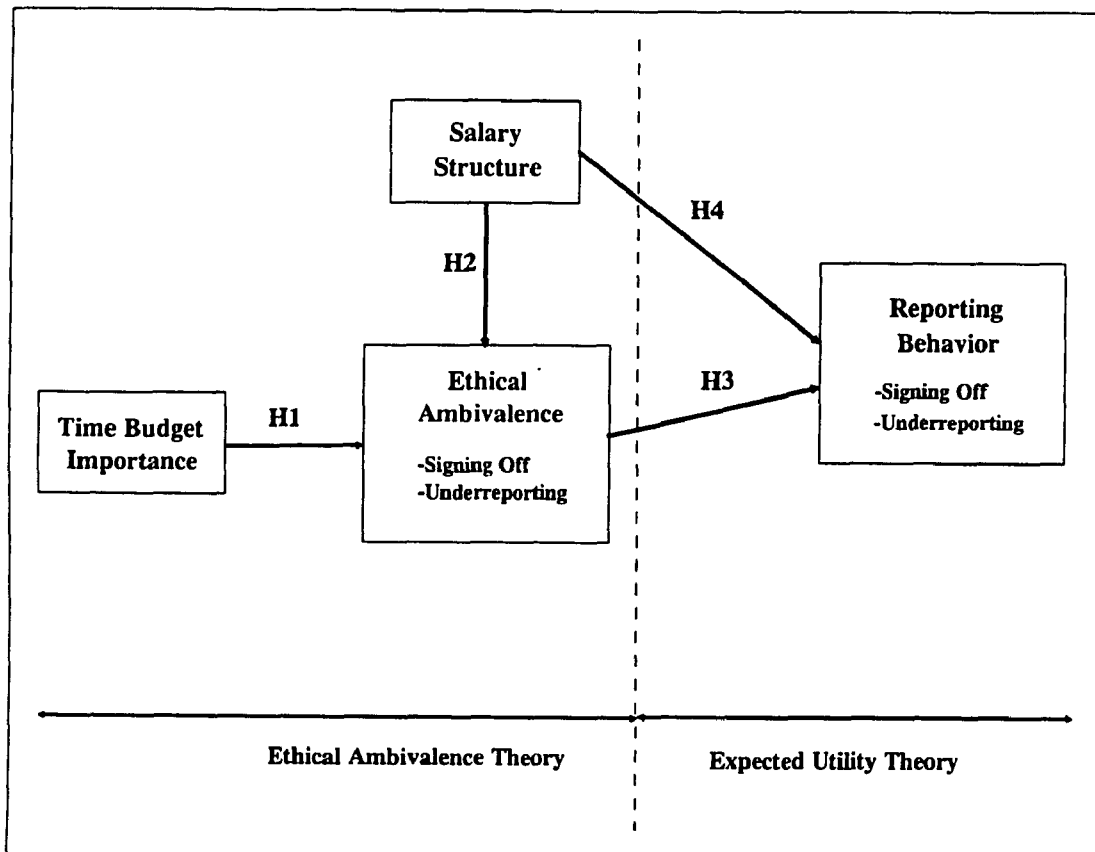 Salary
Structure
H4
H2
Reporting
Behavior
-Signing Off
-Underreporting
Ethical
Ambivalence
-Signing Off
-Underreporting
H3
H1
Time Budget
Importance
Ethical Ambivalence Theory
Expected Utility Theory